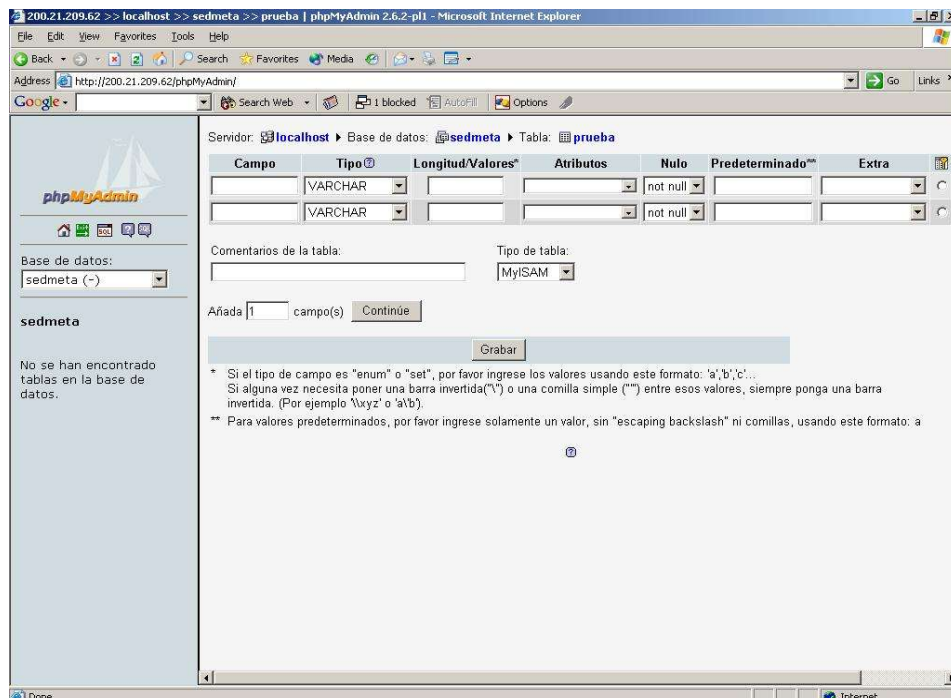 200.21.209.62 >> localhost >> sedmeta >> prueba | phpMyAdmin 2.6.2-pl1 - Microsoft Internet Explorer
File Edit View Favorites Tools Help
Back Search Favorites Media
Address http://200.21.209.62/phpMyAdmin/ Go Links
Google Search Web 1 blocked AutoFill Options
phpMyAdmin
Base de datos:
sedmeta (-)
sedmeta
No se han encontrado
tablas en la base de
datos.
Servidor: localhost Base de datos: sedmeta Tabla: prueba
Campo Tipo Longitud/Valores* Atributos Nulo Predeterminado** Extra
VARCHAR not null
VARCHAR not null
Comentarios de la tabla: Tipo de tabla:
MyISAM
Añada 1 campo(s) Continúe
Grabar
* Si el tipo de campo es "enum" o "set", por favor ingrese los valores usando este formato: 'a','b','c'...
Si alguna vez necesita poner una barra invertida("\") o una comilla simple ("'") entre esos valores, siempre ponga una barra
invertida. (Por ejemplo '\\xyz' o 'a\'b').
** Para valores predeterminados, por favor ingrese solamente un valor, sin "escaping backslash" ni comillas, usando este formato: a
Done Internet